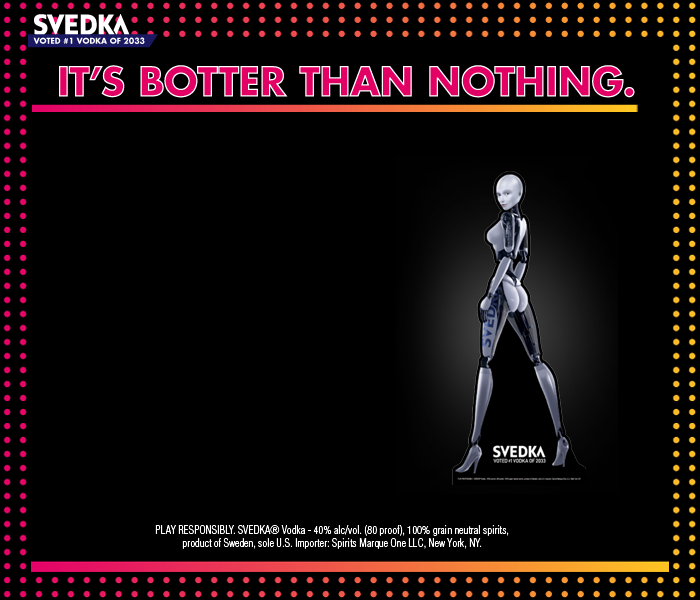 SVEDKA
VOTED #1 VODKA OF 2033
IT'S BOTTER THAN NOTHING.
SVEDKA
SVEDKA
VOTED #1 VODKA OF 2033
PLAY RESPONSIBLY. SVEDKA® Vodka - 40% alc/vol. (80 proof), 100% grain neutral spirits,
product of Sweden, sole U.S. Importer: Spirits Marque One LLC, New York, NY.